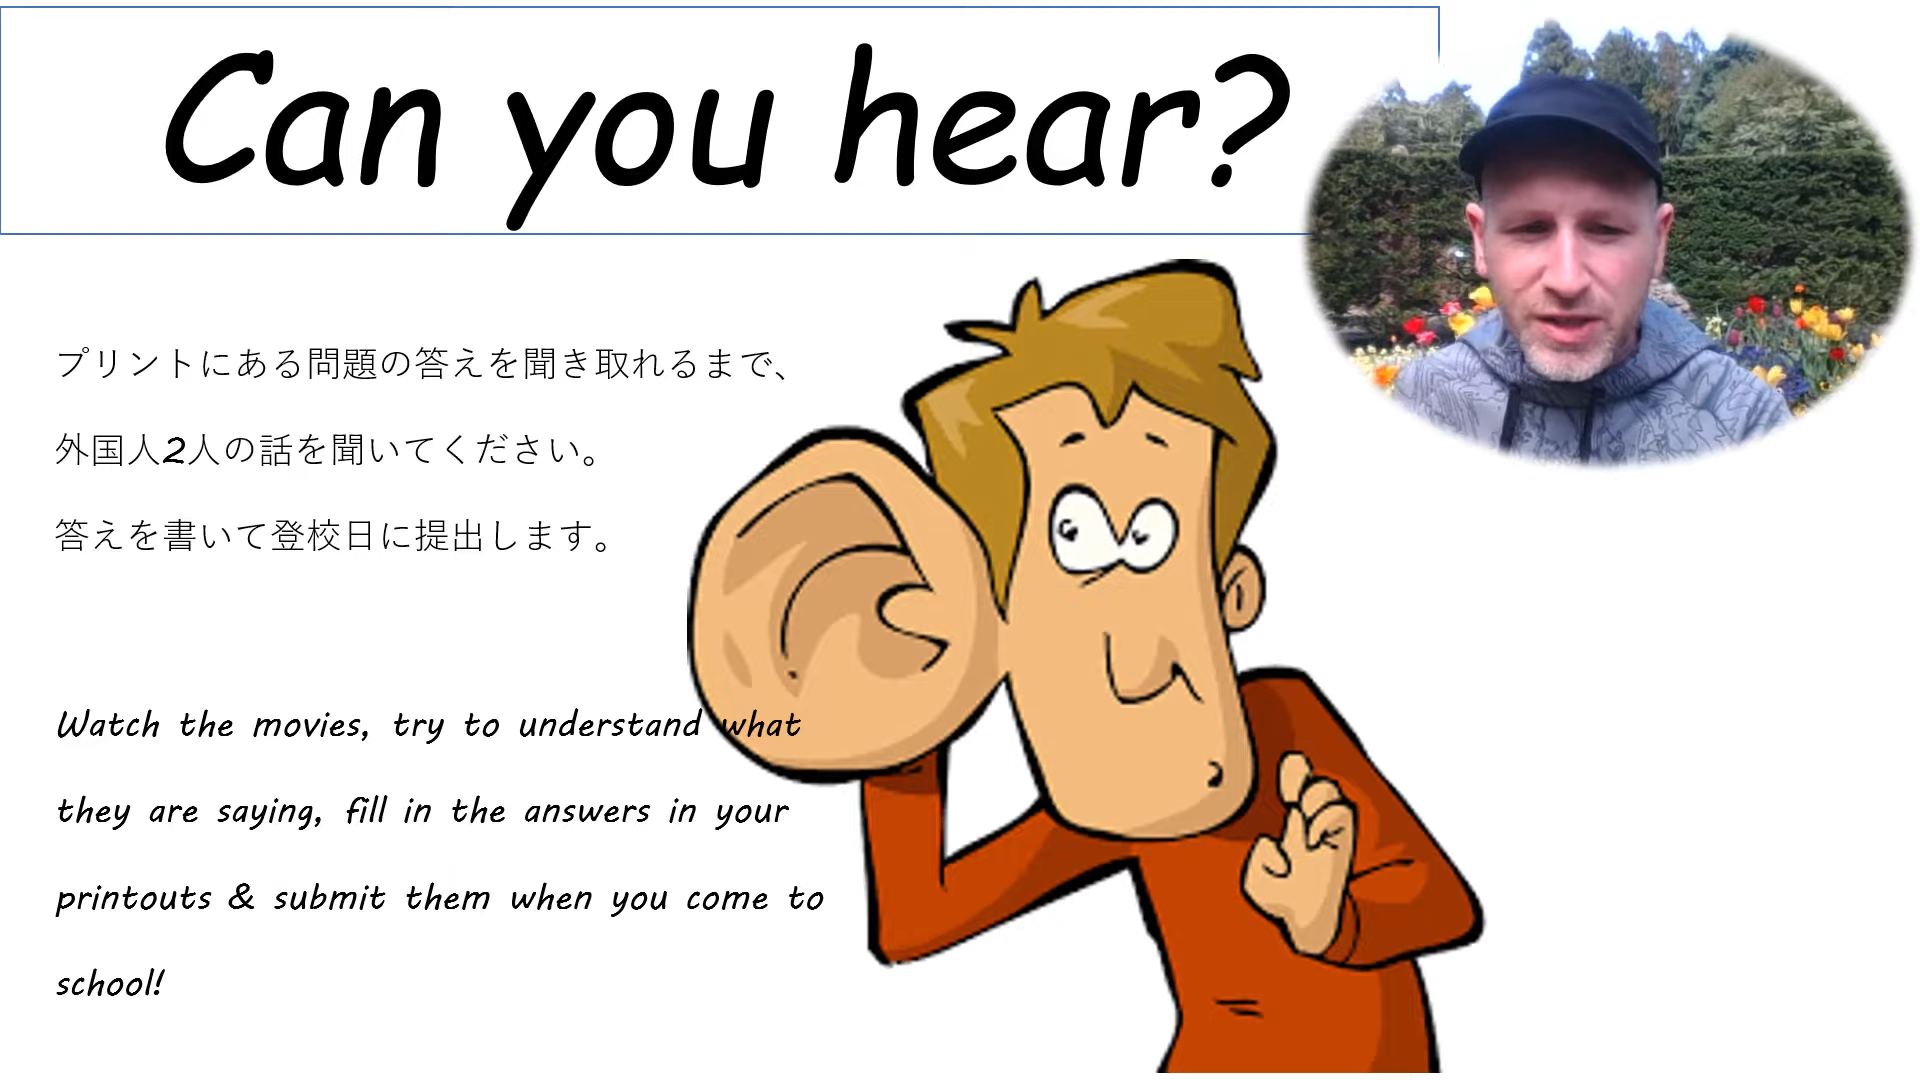 Can you hear?
プリントにある問題の答えを聞き取れるまで、
外国人2人の話を聞いてください。
答えを書いて登校日に提出します。
Watch the movies, try to understand what
they are saying, fill in the answers in your
printouts & submit them when you come to
school!